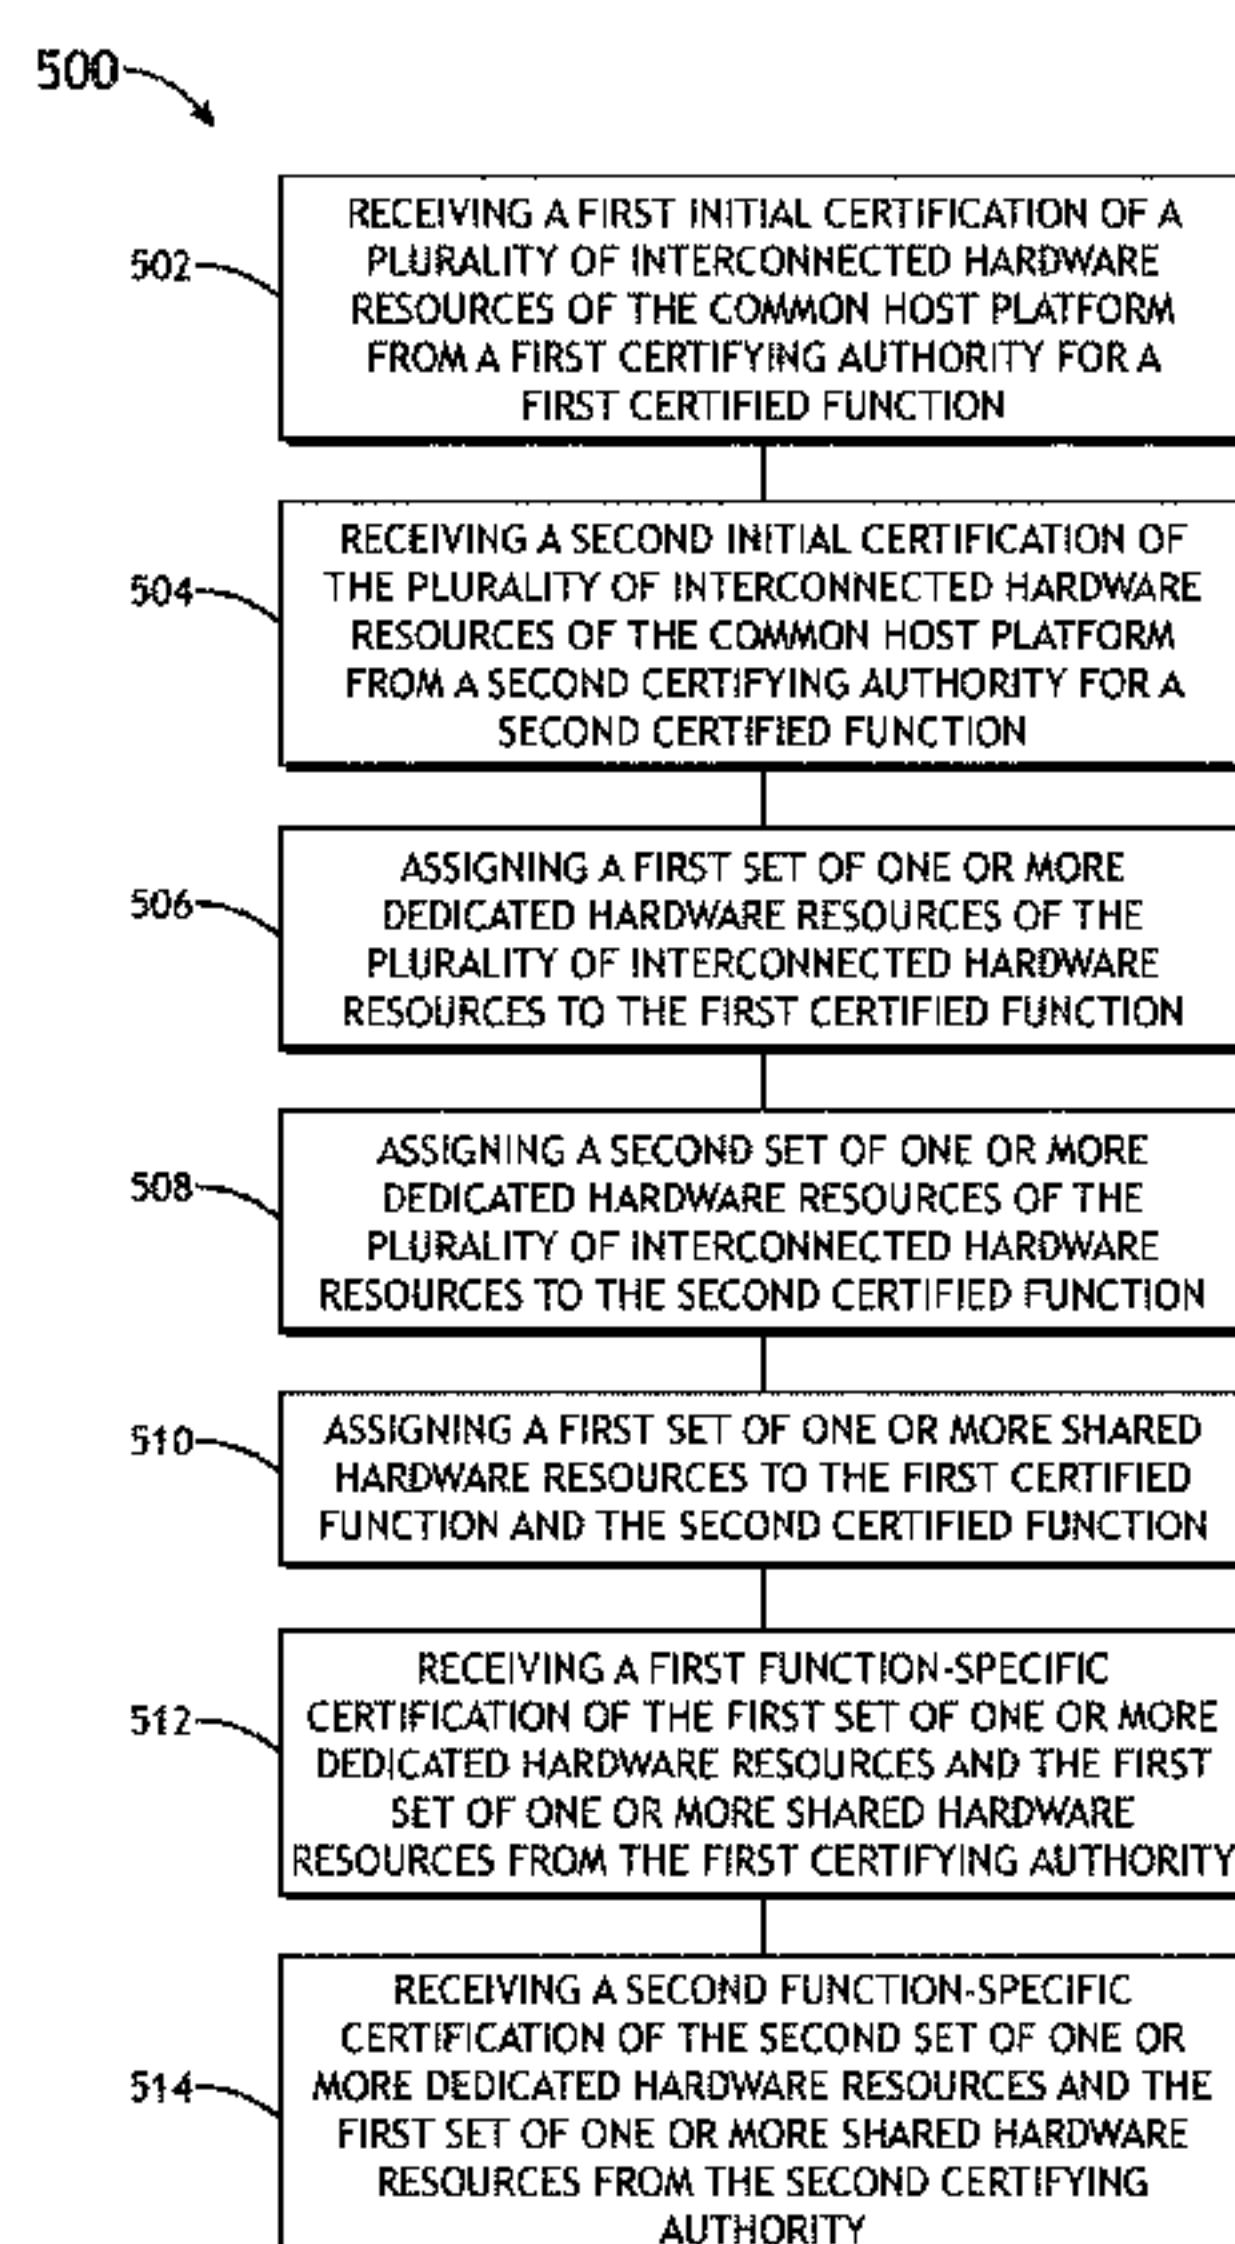 500
502
RECEIVING A FIRST INITIAL CERTIFICATION OF A
PLURALITY OF INTERCONNECTED HARDWARE
RESOURCES OF THE COMMON HOST PLATFORM
FROM A FIRST CERTIFYING AUTHORITY FOR A
FIRST CERTIFIED FUNCTION
504
RECEIVING A SECOND INITIAL CERTIFICATION OF
THE PLURALITY OF INTERCONNECTED HARDWARE
RESOURCES OF THE COMMON HOST PLATFORM
FROM A SECOND CERTIFYING AUTHORITY FOR A
SECOND CERTIFIED FUNCTION
506
ASSIGNING A FIRST SET OF ONE OR MORE
DEDICATED HARDWARE RESOURCES OF THE
PLURALITY OF INTERCONNECTED HARDWARE
RESOURCES TO THE FIRST CERTIFIED FUNCTION
508
ASSIGNING A SECOND SET OF ONE OR MORE
DEDICATED HARDWARE RESOURCES OF THE
PLURALITY OF INTERCONNECTED HARDWARE
RESOURCES TO THE SECOND CERTIFIED FUNCTION
510
ASSIGNING A FIRST SET OF ONE OR MORE SHARED
HARDWARE RESOURCES TO THE FIRST CERTIFIED
FUNCTION AND THE SECOND CERTIFIED FUNCTION
512
RECEIVING A FIRST FUNCTION-SPECIFIC
CERTIFICATION OF THE FIRST SET OF ONE OR MORE
DEDICATED HARDWARE RESOURCES AND THE FIRST
SET OF ONE OR MORE SHARED HARDWARE
RESOURCES FROM THE FIRST CERTIFYING AUTHORITY
514
RECEIVING A SECOND FUNCTION-SPECIFIC
CERTIFICATION OF THE SECOND SET OF ONE OR
MORE DEDICATED HARDWARE RESOURCES AND THE
FIRST SET OF ONE OR MORE SHARED HARDWARE
RESOURCES FROM THE SECOND CERTIFYING
AUTHORITY